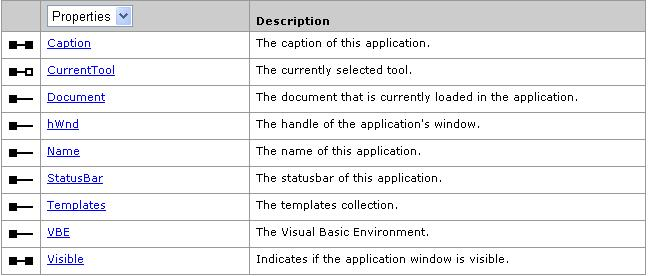 Properties Description
Caption The caption of this application.
CurrentTool The currently selected tool.
Document The document that is currently loaded in the application.
hWnd The handle of the application's window.
Name The name of this application.
StatusBar The statusbar of this application.
Templates The templates collection.
VBE The Visual Basic Environment.
Visible Indicates if the application window is visible.